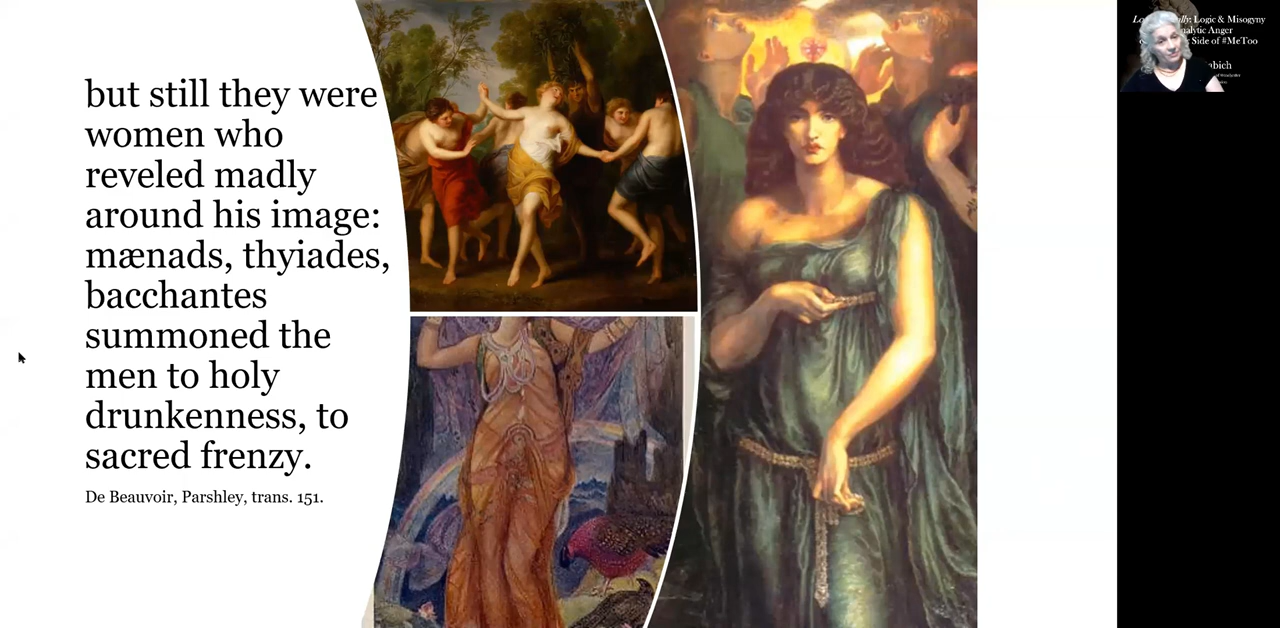 but still they were
women who
reveled madly
around his image:
mænads, thyiades,
bacchantes
summoned the
men to holy
drunkenness, to
sacred frenzy.
De Beauvoir, Parshley, trans. 151.
Logic & Misogyny
Anger
Side of #MeToo